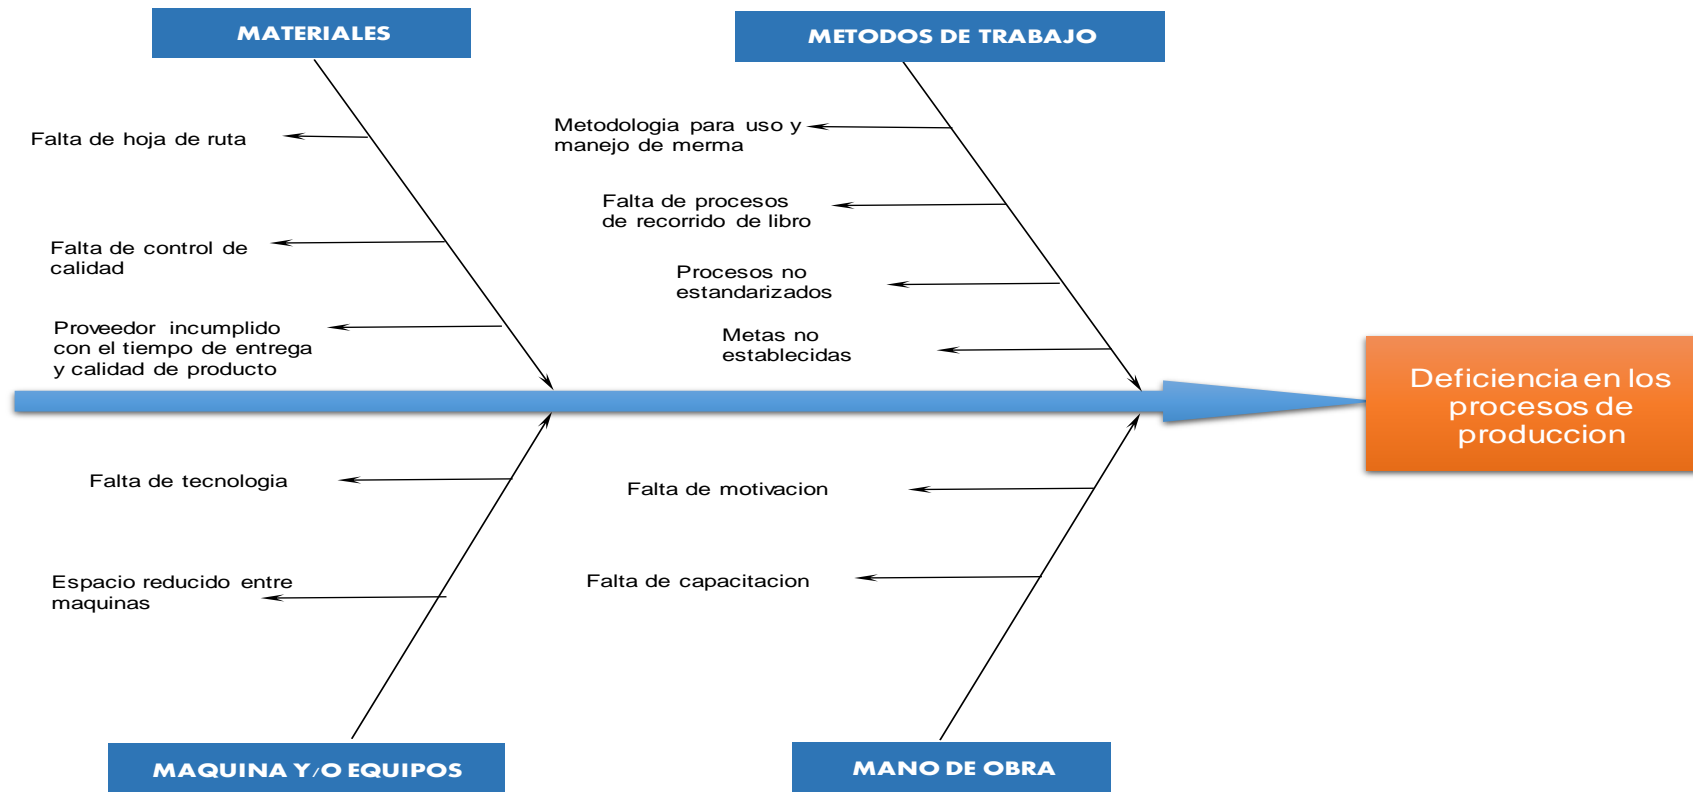 MATERIALES
METODOS DE TRABAJO
Falta de hoja de ruta
Falta de control de
calidad
Proveedor incumplido
con el tiempo de entrega
y calidad de producto
Metodologia para uso y
manejo de merma
Falta de procesos
de recorrido de libro
Procesos no
estandarizados
Metas no
establecidas
Deficiencia en los
procesos de
produccion
Falta de tecnologia
Espacio reducido entre
maquinas
Falta de motivacion
Falta de capacitacion
MAQUINA Y/O EQUIPOS
MANO DE OBRA